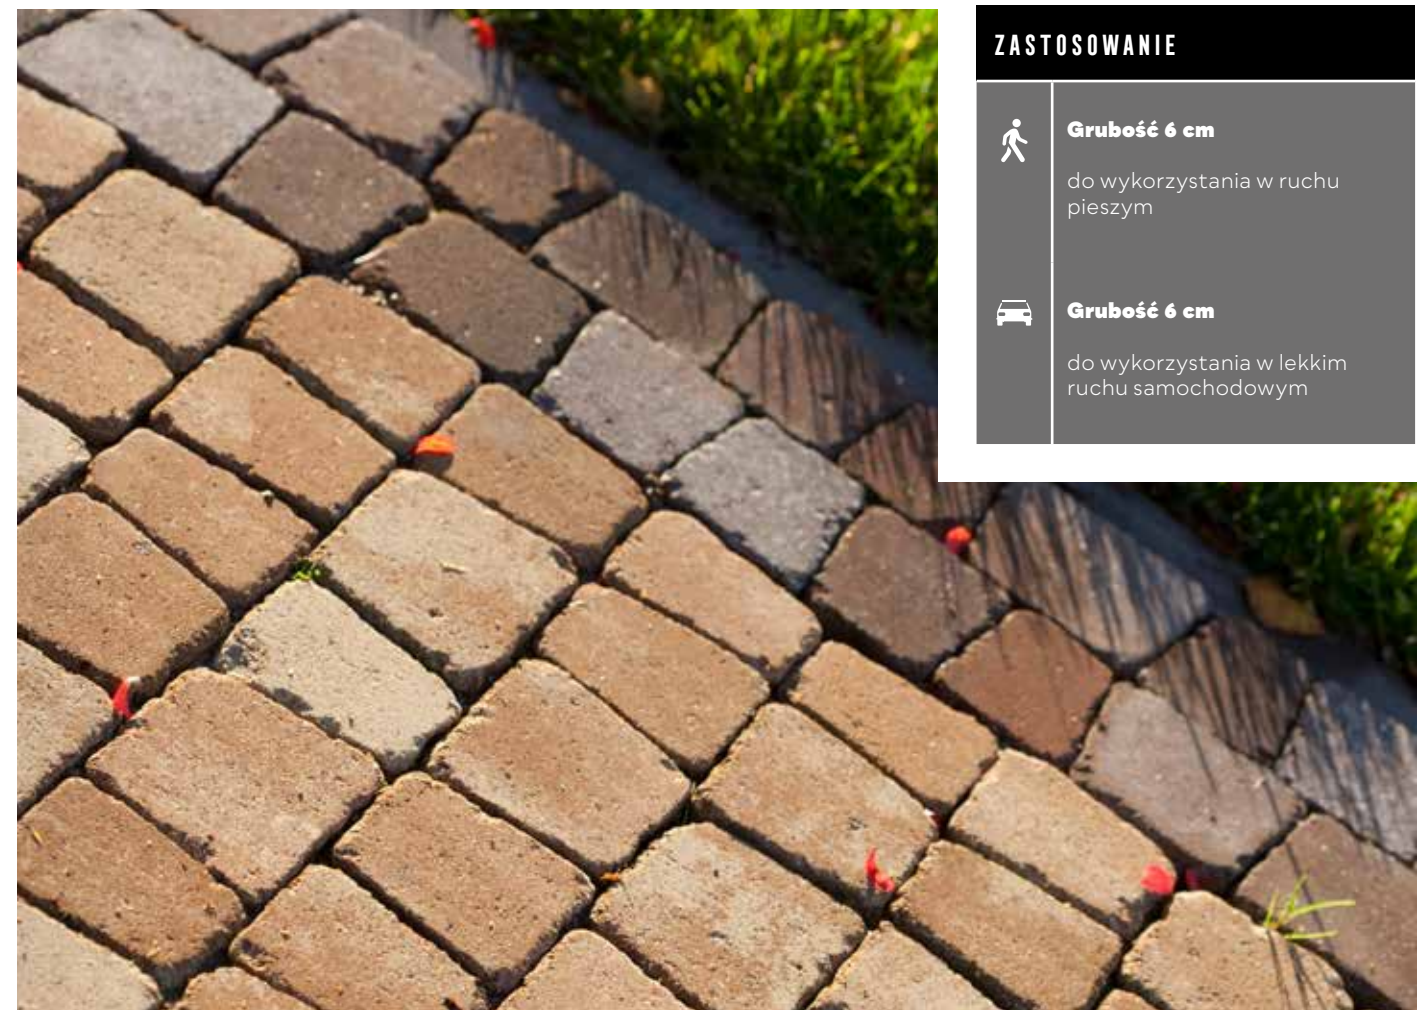 ZASTOSOWANIE
Grubość 6 cm
do wykorzystania w ruchu
pieszym
Grubość 6 cm
do wykorzystania w lekkim
ruchu samochodowym